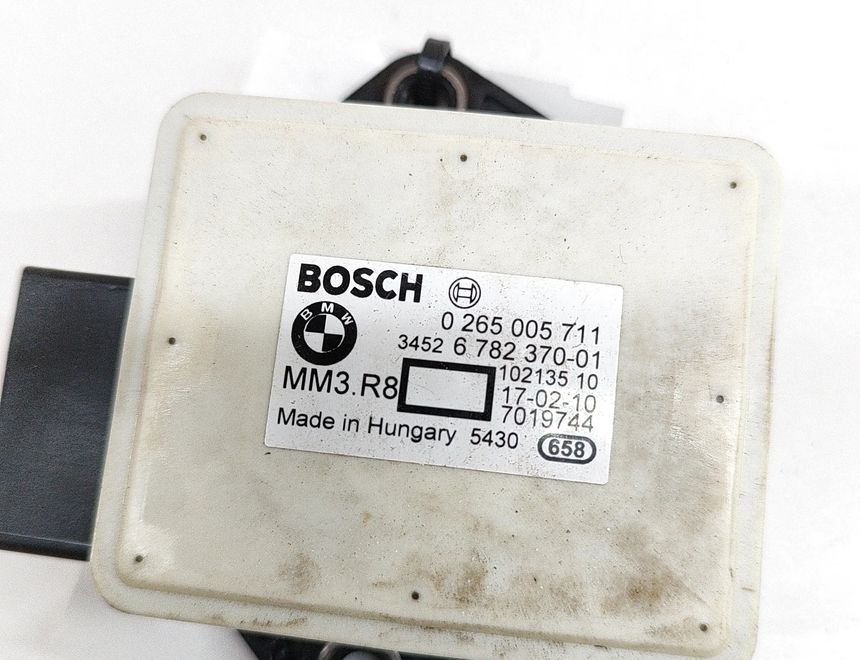 BOSCH
BMW
0 265 005 711
3452 6 782 370-01
MM3.R8
102135 10
17-02-10
7019744
Made in Hungary 5430
658